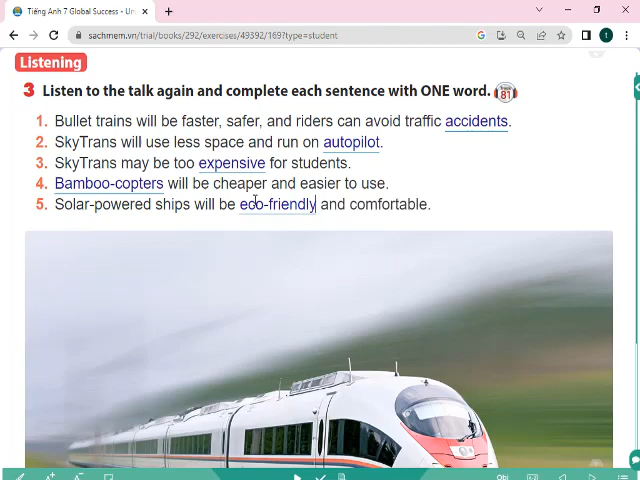 Tiếng Anh 7 Global Success - Uni
sachmem.vn/trial/books/292/exercises/49392/169?type=student
Listening
3 Listen to the talk again and complete each sentence with ONE word. Track 81
1. Bullet trains will be faster, safer, and riders can avoid traffic accidents.
2. SkyTrans will use less space and run on autopilot.
3. SkyTrans may be too expensive for students.
4. Bamboo-copters will be cheaper and easier to use.
5. Solar-powered ships will be eco-friendly and comfortable.